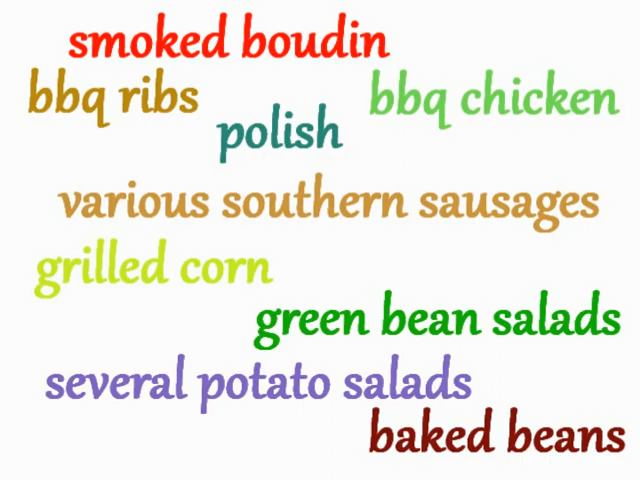 smoked boudin
bbq ribs
bbq chicken
polish
various southern sausages
grilled corn
green bean salads
several potato salads
baked beans